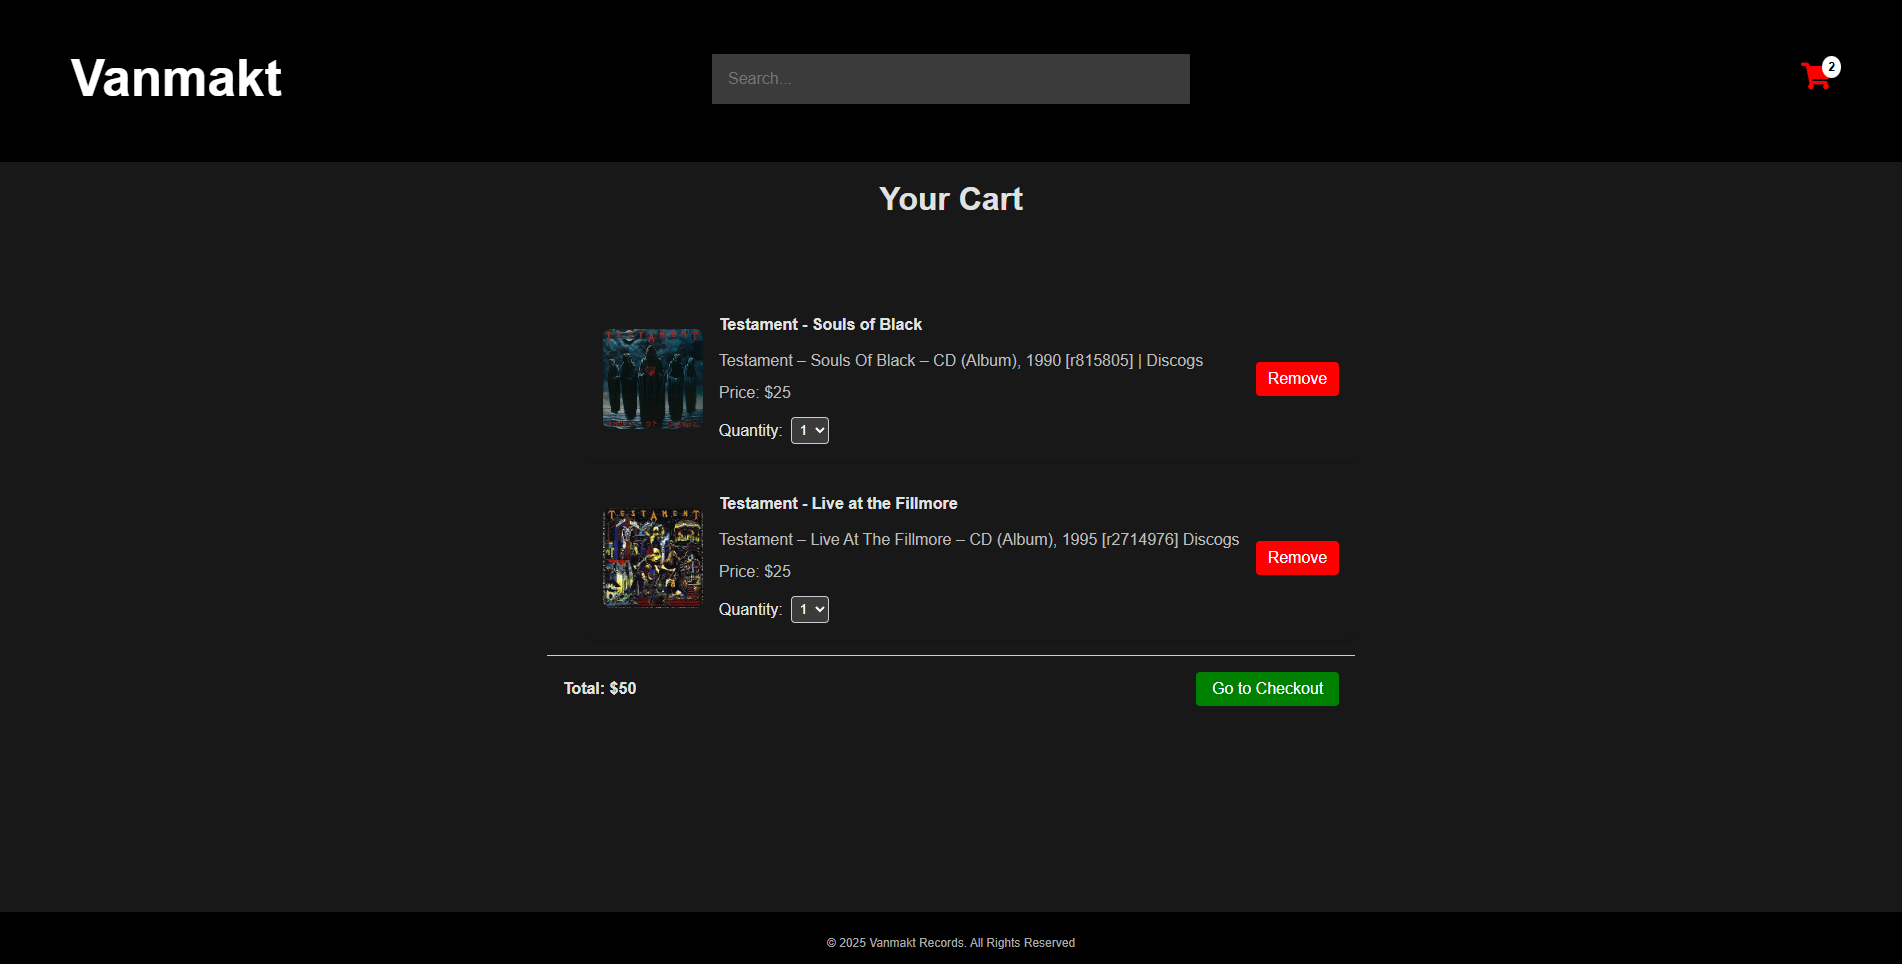 Vanmakt
Search...
2
Your Cart
TESTAMENT
Testament - Souls of Black
Testament – Souls Of Black – CD (Album), 1990 [r815805] | Discogs
Price: $25
Quantity: 1
Remove
TESTAMENT
Testament - Live at the Fillmore
Testament – Live At The Fillmore – CD (Album), 1995 [r2714976] Discogs
Price: $25
Quantity: 1
Remove
Total: $50
Go to Checkout
© 2025 Vanmakt Records. All Rights Reserved